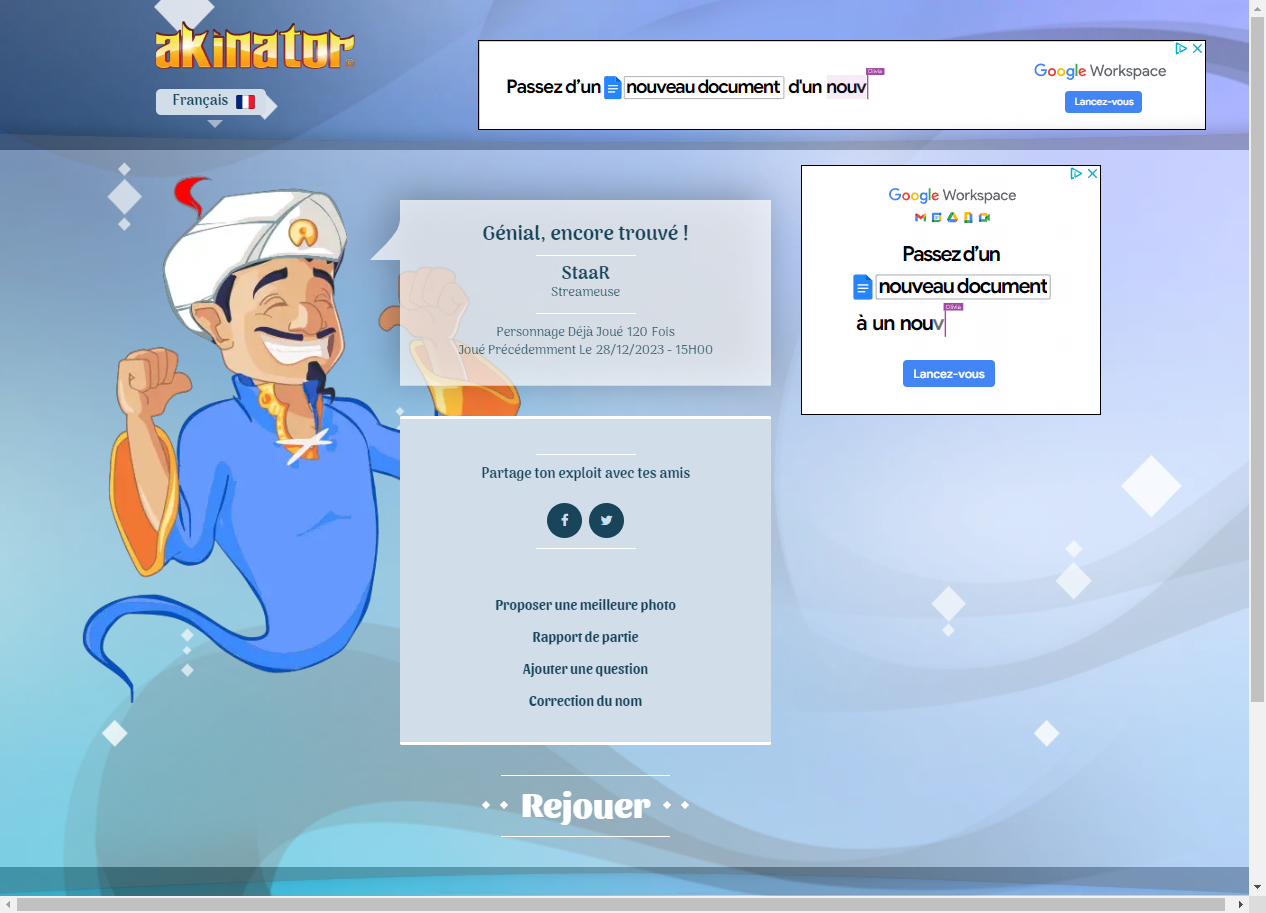 akinator
Français
Passez d’un nouveau document d'un nouv
Olivia
Google Workspace
Lancez-vous
Génial, encore trouvé !
StaaR
Streameuse
Personnage Déjà Joué 120 Fois
Joué Précédemment Le 28/12/2023 - 15H00
Google Workspace
Passez d’un
nouveau document
Olivia
à un nouv
Lancez-vous
Partage ton exploit avec tes amis
Proposer une meilleure photo
Rapport de partie
Ajouter une question
Correction du nom
Rejouer